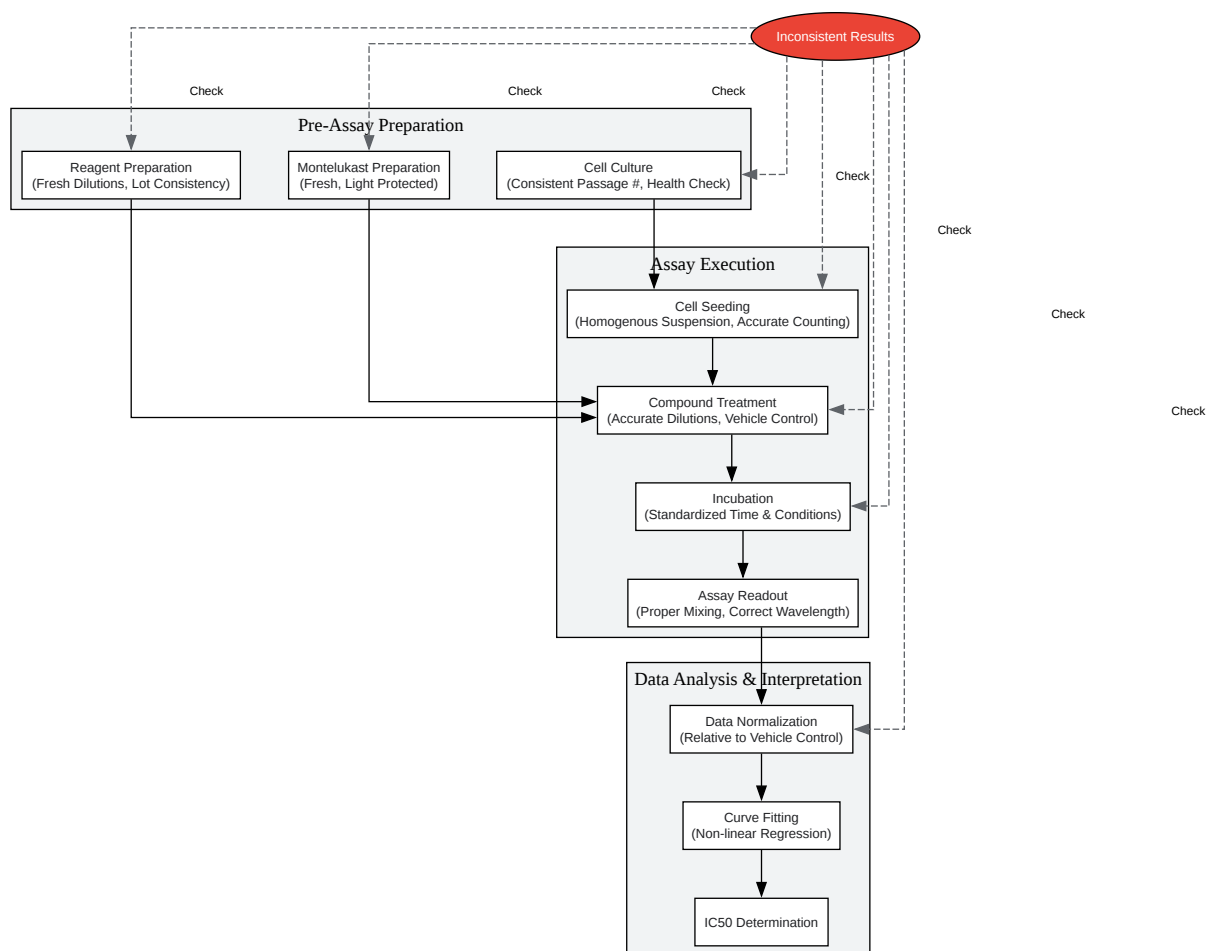 Inconsistent Results
Check
Check
Check
Pre-Assay Preparation
Reagent Preparation
(Fresh Dilutions, Lot Consistency)
Montelukast Preparation
(Fresh, Light Protected)
Cell Culture
(Consistent Passage #, Health Check)
Check
Check
Assay Execution
Cell Seeding
(Homogenous Suspension, Accurate Counting)
Check
Compound Treatment
(Accurate Dilutions, Vehicle Control)
Check
Incubation
(Standardized Time & Conditions)
Assay Readout
(Proper Mixing, Correct Wavelength)
Data Analysis & Interpretation
Data Normalization
(Relative to Vehicle Control)
Curve Fitting
(Non-linear Regression)
IC50 Determination